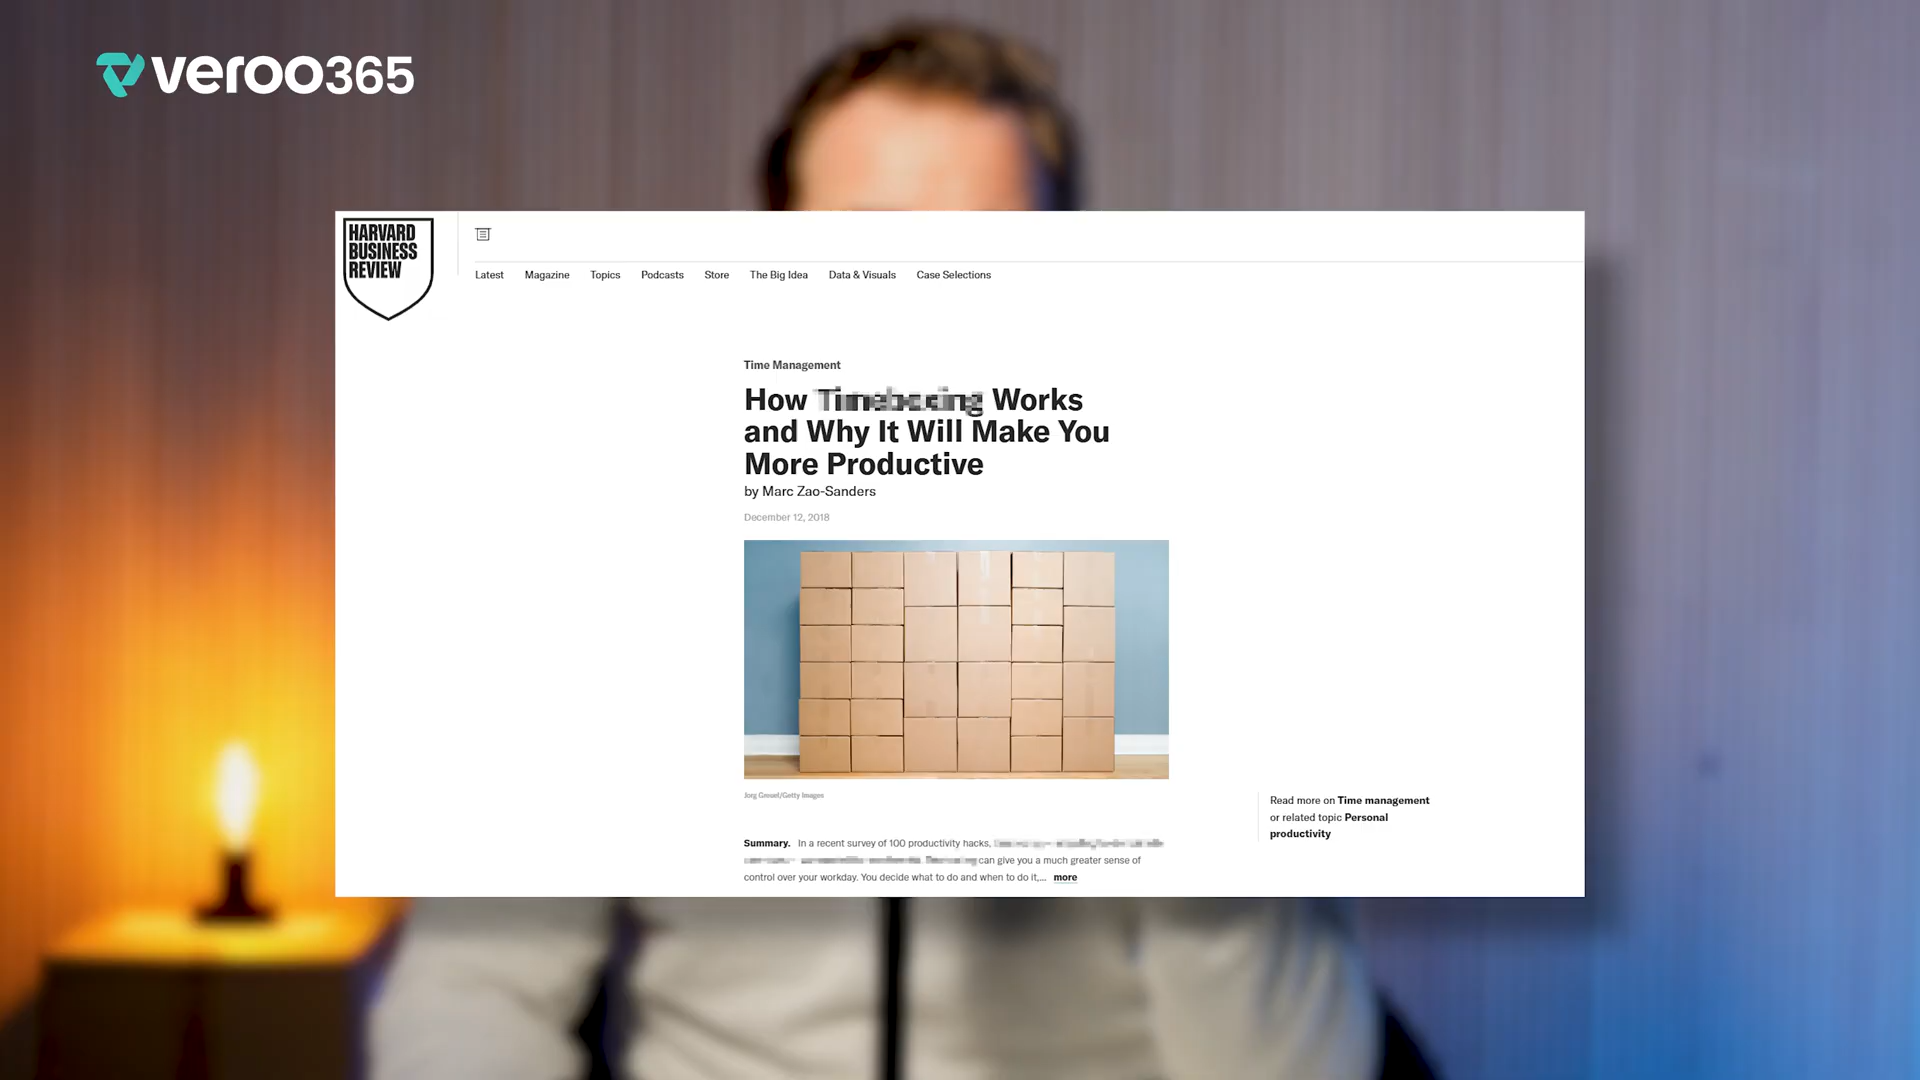 veroo365
HARVARD
BUSINESS
REVIEW
Latest Magazine Topics Podcasts Store The Big Idea Data & Visuals Case Selections
Time Management
How Timeboxing Works
and Why It Will Make You
More Productive
by Marc Zao-Sanders
December 12, 2018
Jorg Greuel/Getty Images
Read more on Time management
or related topic Personal
productivity
Summary. In a recent survey of 100 productivity hacks,
can give you a much greater sense of
control over your workday. You decide what to do and when to do it,... more